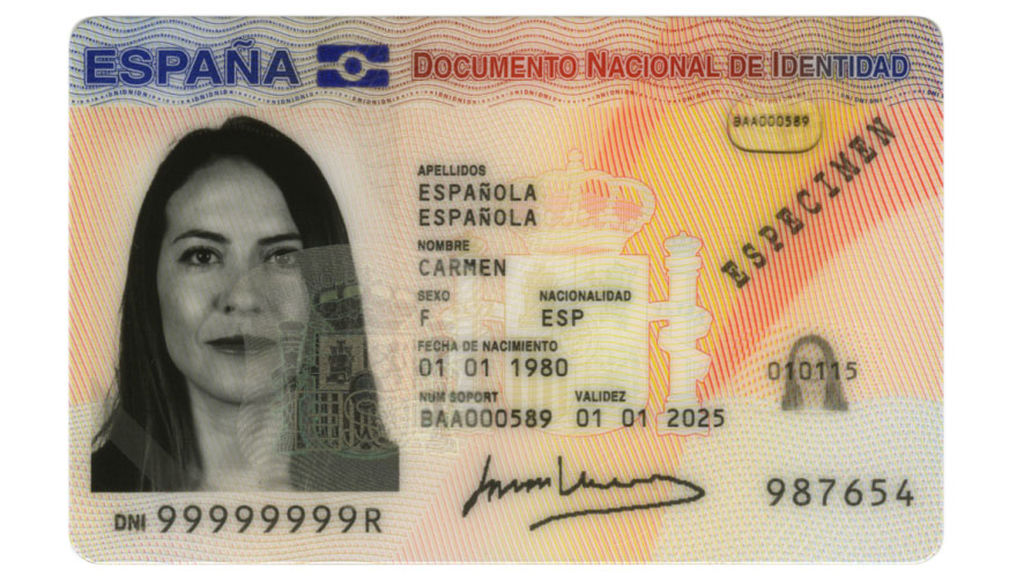 ESPAÑA
DOCUMENTO NACIONAL DE IDENTIDAD
BAA000589
ESPECIMEN
APELLIDOS
ESPAÑOLA
ESPAÑOLA
NOMBRE
CARMEN
SEXO NACIONALIDAD
F ESP
FECHA DE NACIMIENTO
01 01 1980
010115
NUM SOPORT VALIDEZ
BAA000589 01 01 2025
987654
DNI 99999999R